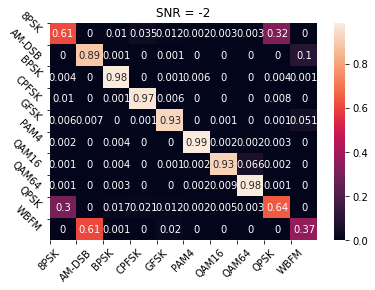 SNR = -2
8PSK 0.61 0 0.01 0.035 0.012 0.002 0.003 0.003 0.32 0
AM-DSB 0 0.89 0.001 0 0.001 0 0 0 0 0.1
BPSK 0.004 0 0.98 0 0.001 0.006 0 0 0.004 0.001
CPFSK 0.01 0 0.001 0.97 0.006 0 0 0 0.008 0
GFSK 0.006 0.007 0 0.001 0.93 0.001 0 0 0.001 0.051
PAM4 0.002 0 0.004 0 0 0.99 0 0.002 0.003 0
QAM16 0.001 0 0.004 0 0.001 0.002 0.93 0.066 0.002 0
QAM64 0.001 0 0.003 0 0 0.002 0.009 0.98 0.001 0
QPSK 0.3 0 0.017 0.021 0.012 0.002 0.005 0.003 0.64 0
WBFM 0 0.61 0.001 0 0.02 0 0 0 0 0.37
8PSK AM-DSB BPSK CPFSK GFSK PAM4 QAM16 QAM64 QPSK WBFM
0.8
0.6
0.4
0.2
0.0